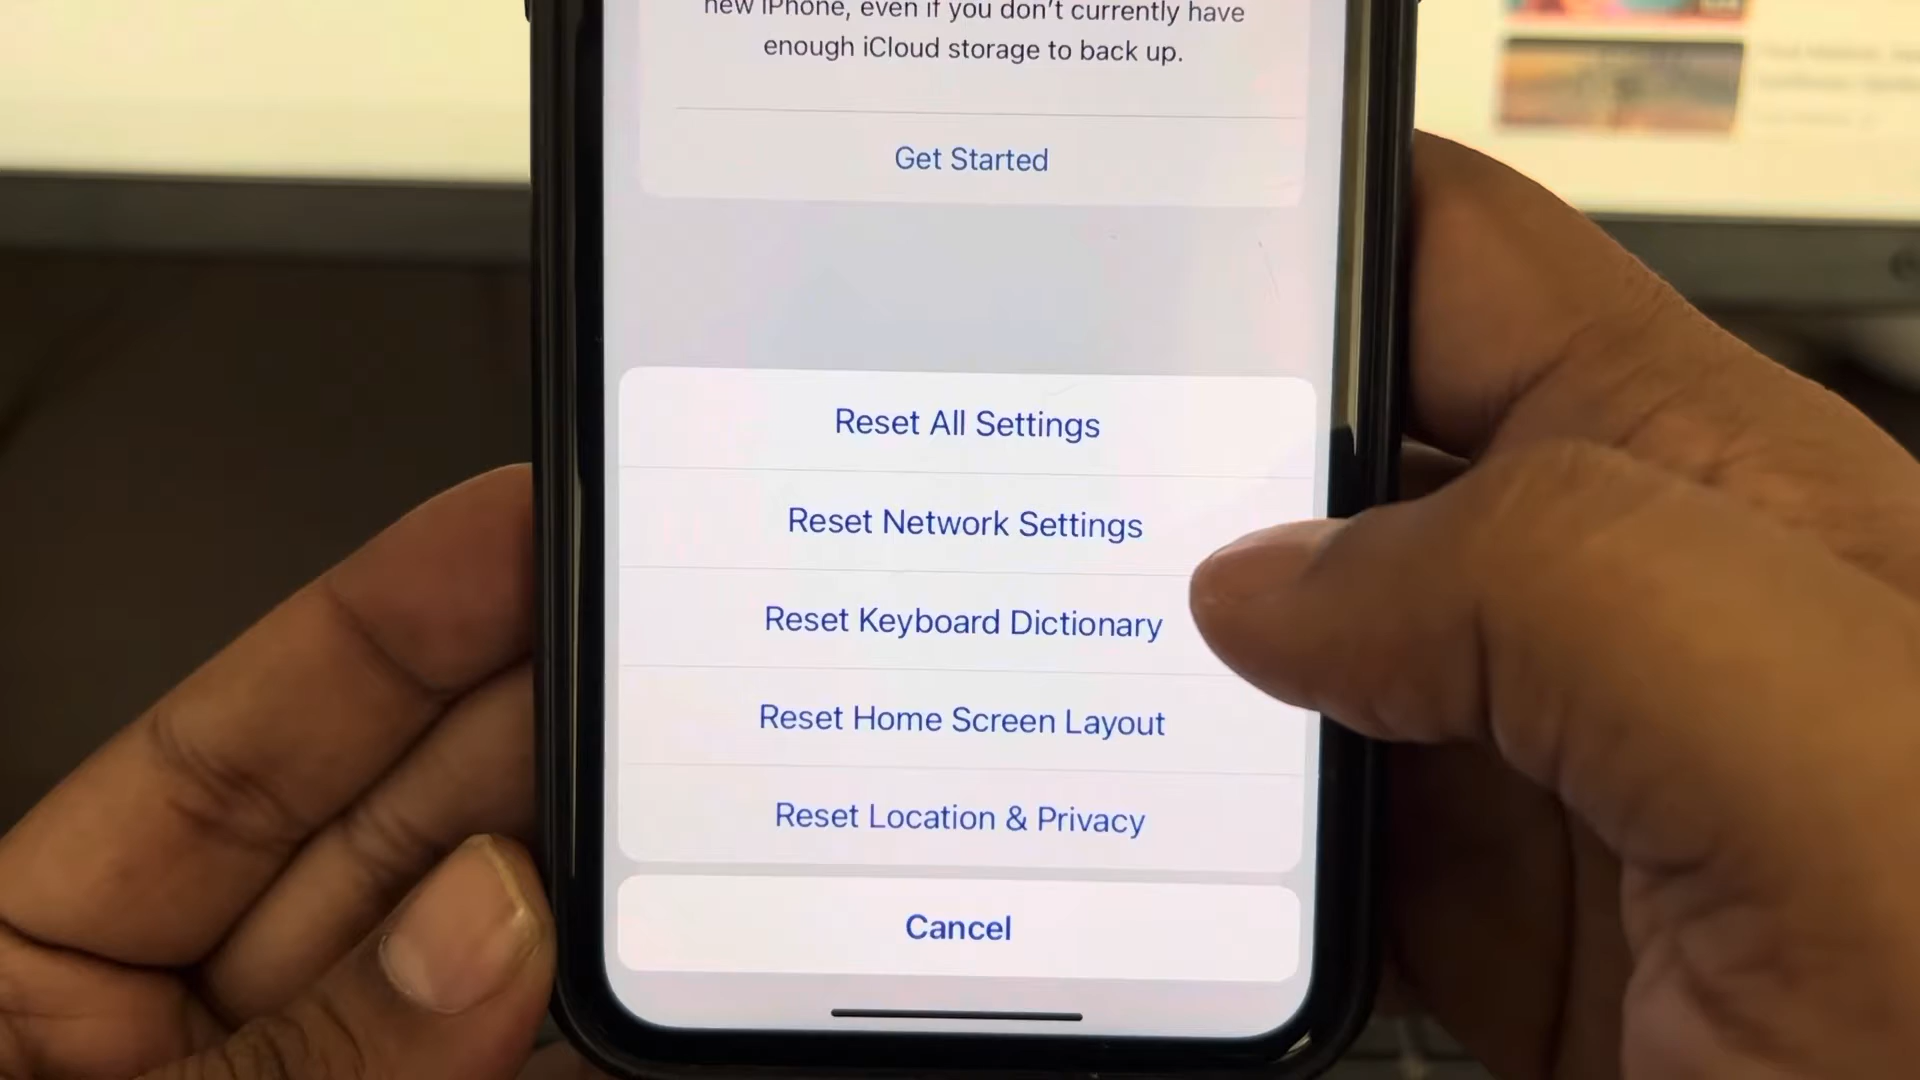 new iPhone, even if you don't currently have
enough iCloud storage to back up.
Get Started
Reset All Settings
Reset Network Settings
Reset Keyboard Dictionary
Reset Home Screen Layout
Reset Location & Privacy
Cancel